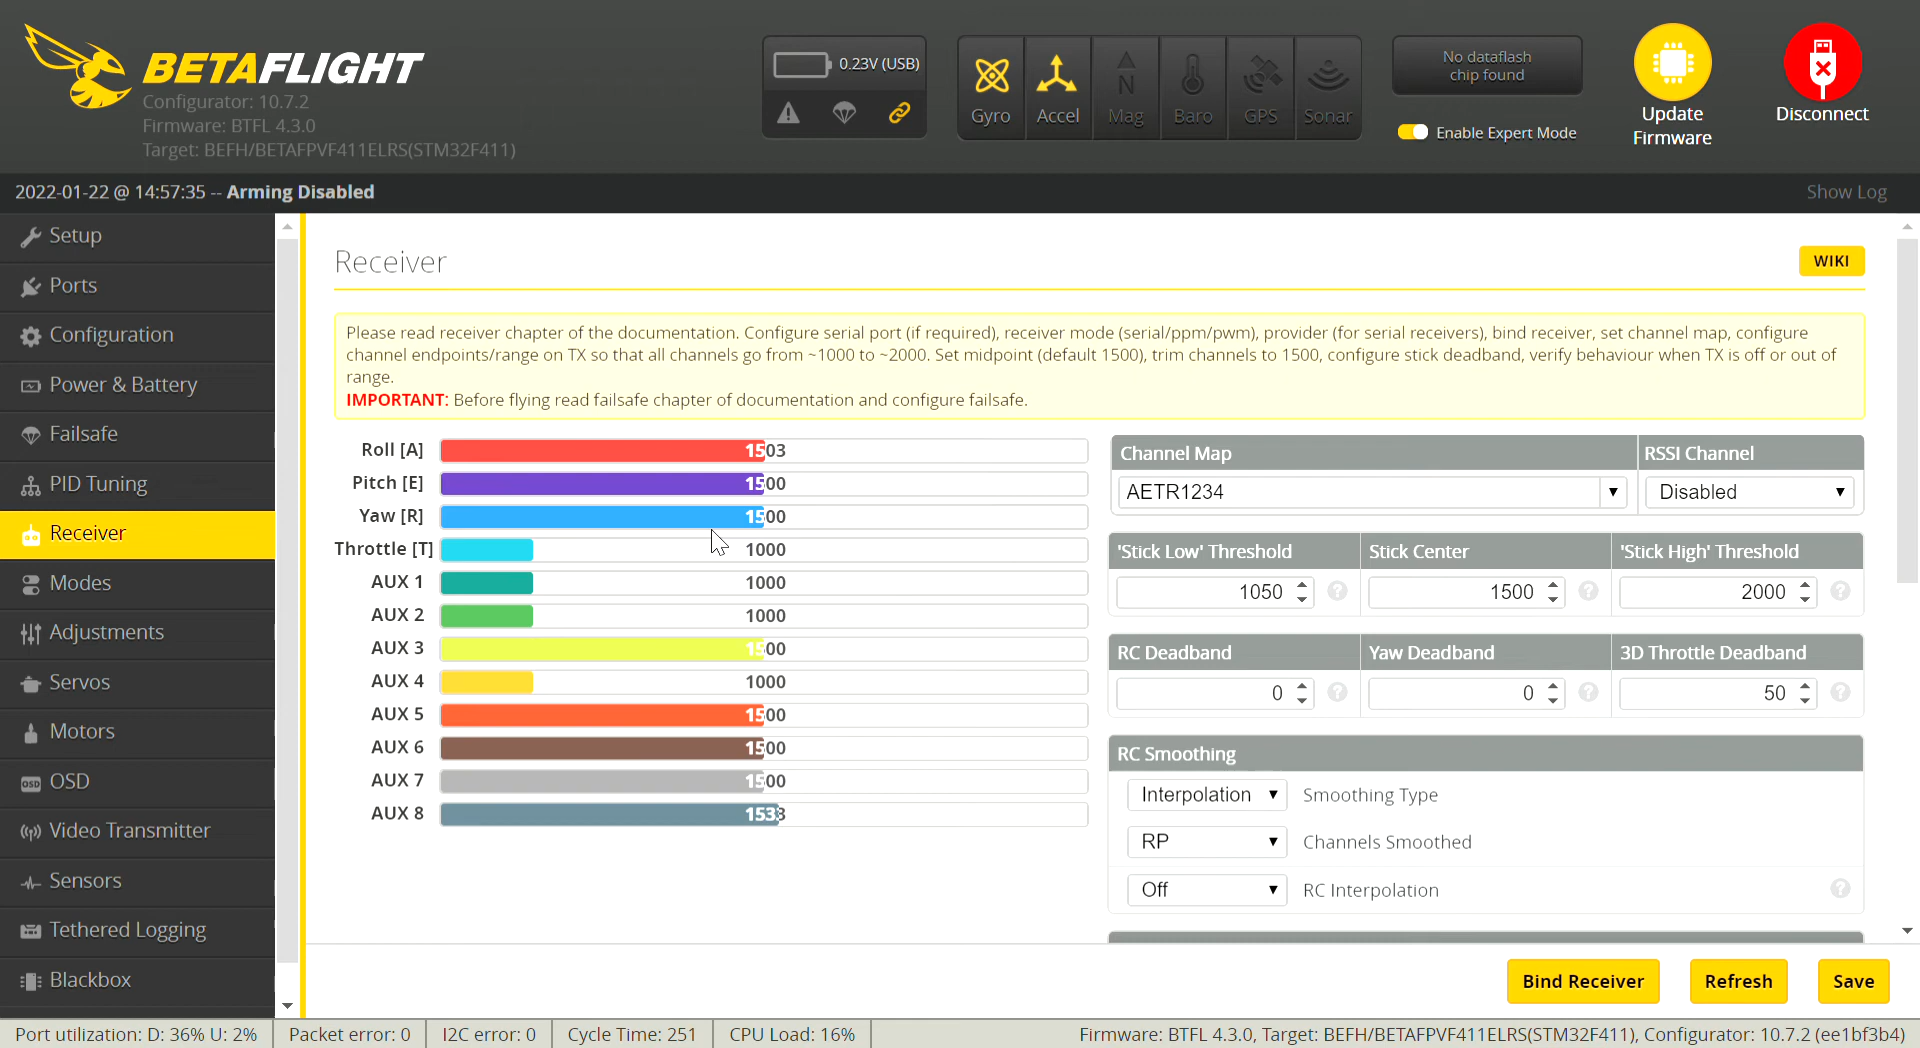 BETAFLIGHT
Configurator: 10.7.2
Firmware: BTFL 4.3.0
Target: BEFH/BETAFPVF411ELRS(STM32F411)
0.23V (USB)
Gyro
Accel
N
Mag
Baro
GPS
Sonar
No dataflash
chip found
Enable Expert Mode
Update
Firmware
Disconnect
2022-01-22 @ 14:57:35 -- Arming Disabled
Show Log
Setup
Ports
Configuration
Power & Battery
Failsafe
PID Tuning
Receiver
Modes
Adjustments
Servos
Motors
OSD OSD
Video Transmitter
Sensors
Tethered Logging
Blackbox
Receiver
WIKI
Please read receiver chapter of the documentation. Configure serial port (if required), receiver mode (serial/ppm/pwm), provider (for serial receivers), bind receiver, set channel map, configure
channel endpoints/range on TX so that all channels go from ~1000 to ~2000. Set midpoint (default 1500), trim channels to 1500, configure stick deadband, verify behaviour when TX is off or out of
range.
IMPORTANT: Before flying read failsafe chapter of documentation and configure failsafe.
Roll [A] 1503
Pitch [E] 1500
Yaw [R] 1500
Throttle [T] 1000
AUX 1 1000
AUX 2 1000
AUX 3 1500
AUX 4 1000
AUX 5 1500
AUX 6 1500
AUX 7 1500
AUX 8 1533
Channel Map RSSI Channel
AETR1234 Disabled
'Stick Low' Threshold Stick Center 'Stick High' Threshold
1050 ? 1500 ? 2000 ?
RC Deadband Yaw Deadband 3D Throttle Deadband
0 ? 0 ? 50 ?
RC Smoothing
Interpolation Smoothing Type
RP Channels Smoothed
Off RC Interpolation ?
Bind Receiver Refresh Save
Port utilization: D: 36% U: 2% Packet error: 0 I2C error: 0 Cycle Time: 251 CPU Load: 16% Firmware: BTFL 4.3.0, Target: BEFH/BETAFPVF411ELRS(STM32F411), Configurator: 10.7.2 (ee1bf3b4)